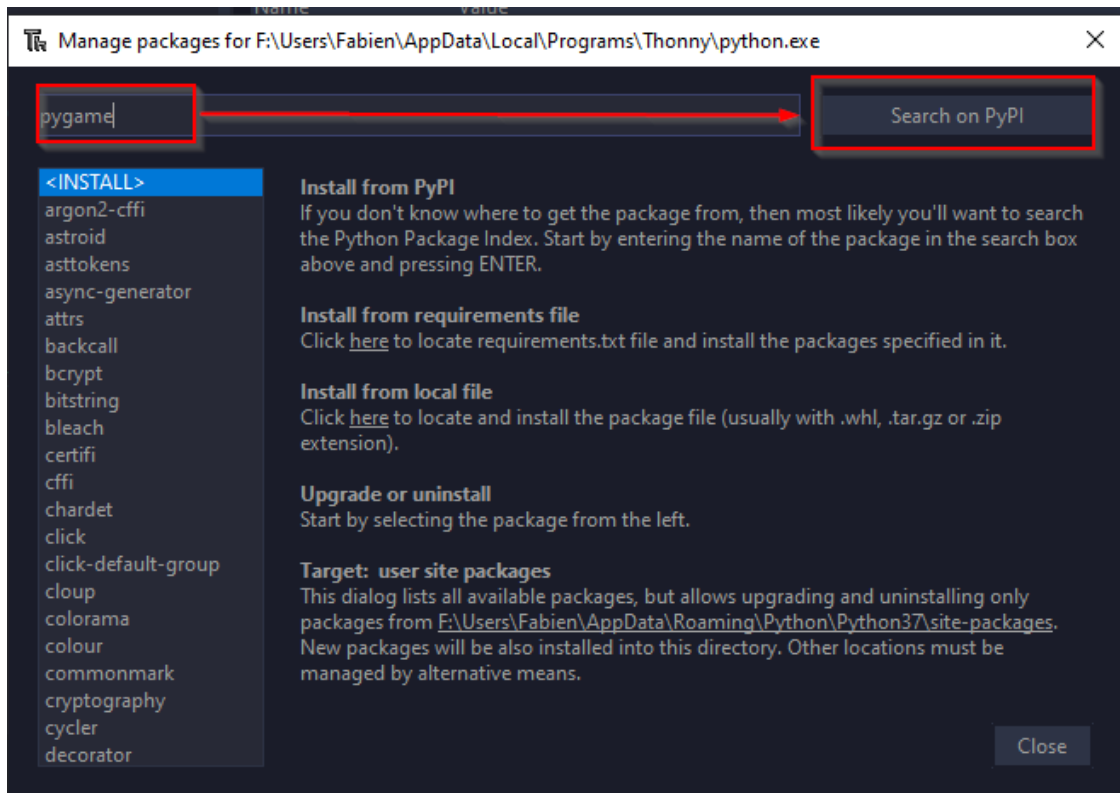 Name Value
Manage packages for F:\Users\Fabien\AppData\Local\Programs\Thonny\python.exe
pygame
Search on PyPI
<INSTALL>
argon2-cffi
astroid
asttokens
async-generator
attrs
backcall
bcrypt
bitstring
bleach
certifi
cffi
chardet
click
click-default-group
cloup
colorama
colour
commonmark
cryptography
cycler
decorator
Install from PyPI
If you don't know where to get the package from, then most likely you'll want to search
the Python Package Index. Start by entering the name of the package in the search box
above and pressing ENTER.
Install from requirements file
Click here to locate requirements.txt file and install the packages specified in it.
Install from local file
Click here to locate and install the package file (usually with .whl, .tar.gz or .zip
extension).
Upgrade or uninstall
Start by selecting the package from the left.
Target:  user site packages
This dialog lists all available packages, but allows upgrading and uninstalling only
packages from F:\Users\Fabien\AppData\Roaming\Python\Python37\site-packages.
New packages will be also installed into this directory. Other locations must be
managed by alternative means.
Close